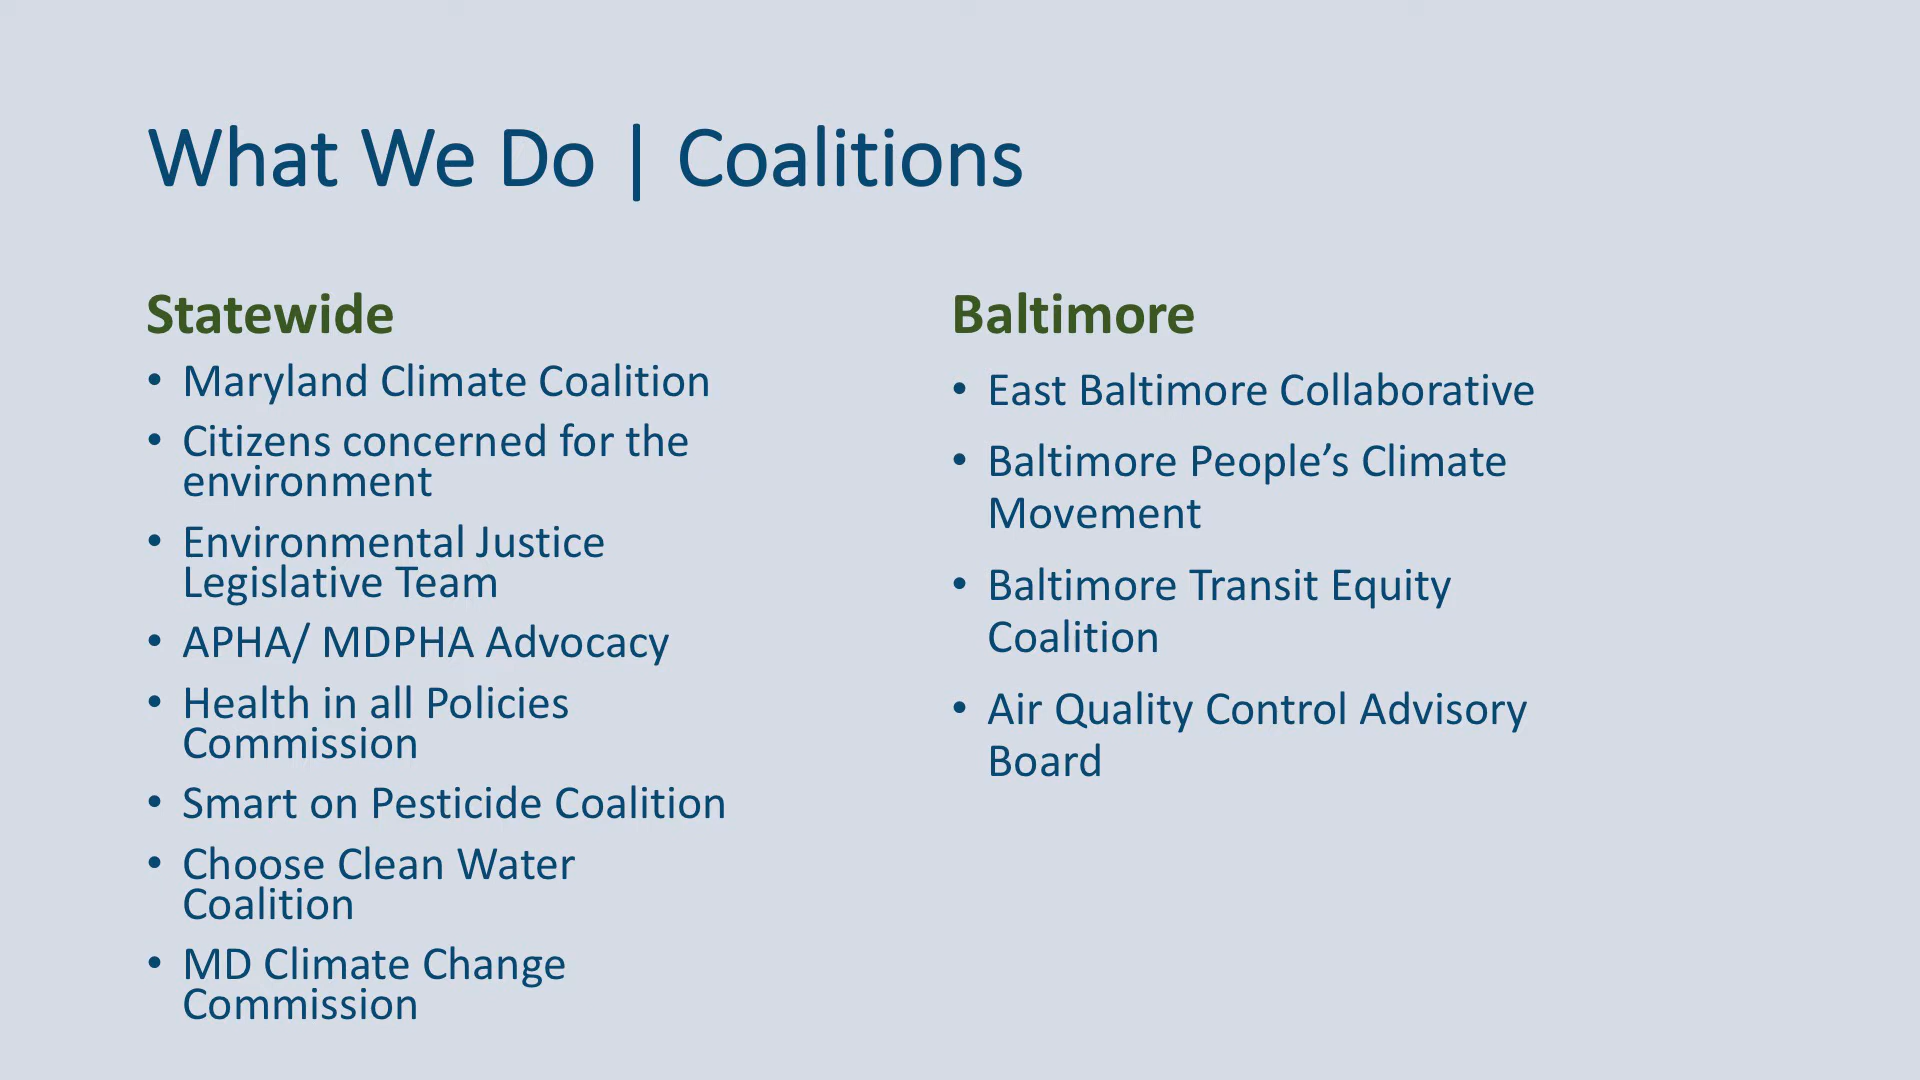 What We Do | Coalitions
Statewide
• Maryland Climate Coalition
• Citizens concerned for the
environment
• Environmental Justice
Legislative Team
• APHA/ MDPHA Advocacy
• Health in all Policies
Commission
• Smart on Pesticide Coalition
• Choose Clean Water
Coalition
• MD Climate Change
Commission
Baltimore
• East Baltimore Collaborative
• Baltimore People’s Climate
Movement
• Baltimore Transit Equity
Coalition
• Air Quality Control Advisory
Board